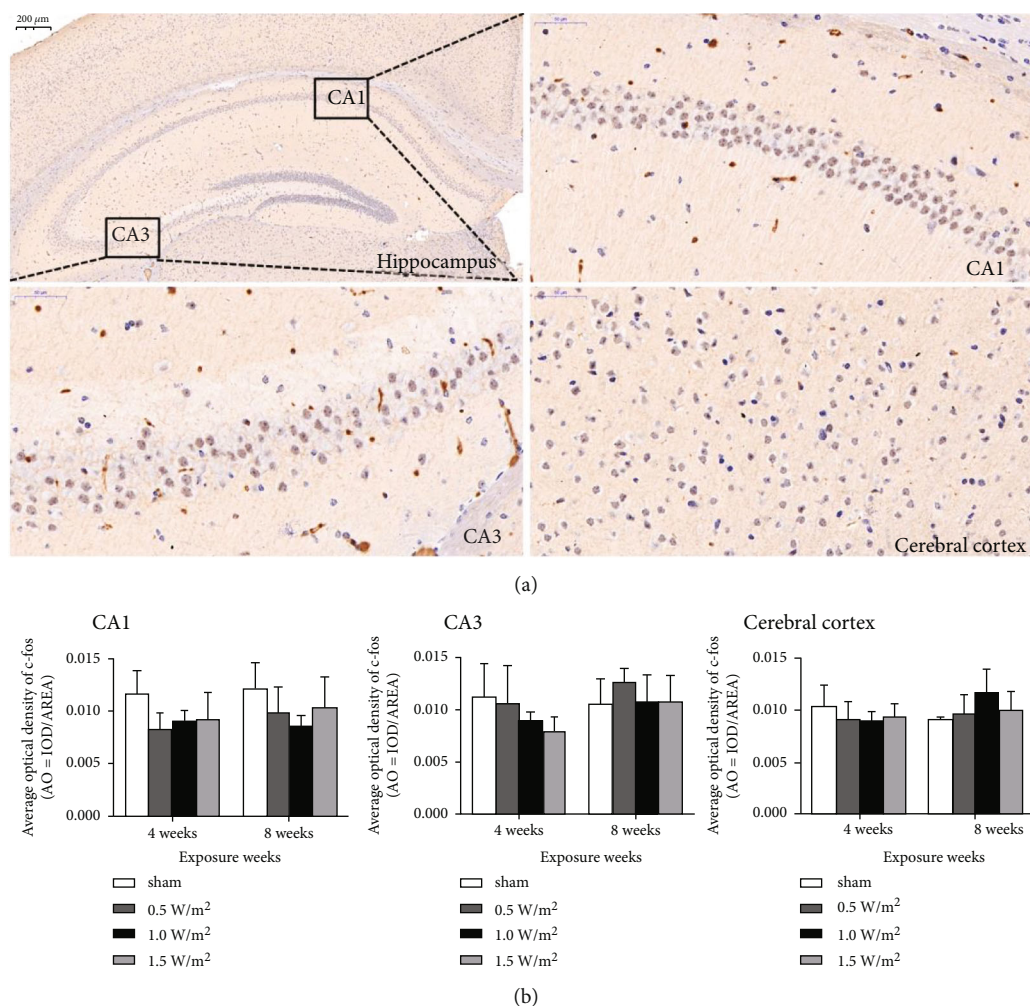 200 μm
CA1
CA3
Hippocampus
CA1
CA3
Cerebral cortex
(a)
CA1
Average optical density of c-fos
(AO = IOD/AREA)
0.015
0.010
0.005
0.000
4 weeks
8 weeks
Exposure weeks
sham
0.5 W/m²
1.0 W/m²
1.5 W/m²
CA3
Average optical density of c-fos
(AO = IOD/AREA)
0.015
0.010
0.005
0.000
4 weeks
8 weeks
Exposure weeks
sham
0.5 W/m²
1.0 W/m²
1.5 W/m²
Cerebral cortex
Average optical density of c-fos
(AO = IOD/AREA)
0.015
0.010
0.005
0.000
4 weeks
8 weeks
Exposure weeks
sham
0.5 W/m²
1.0 W/m²
1.5 W/m²
(b)